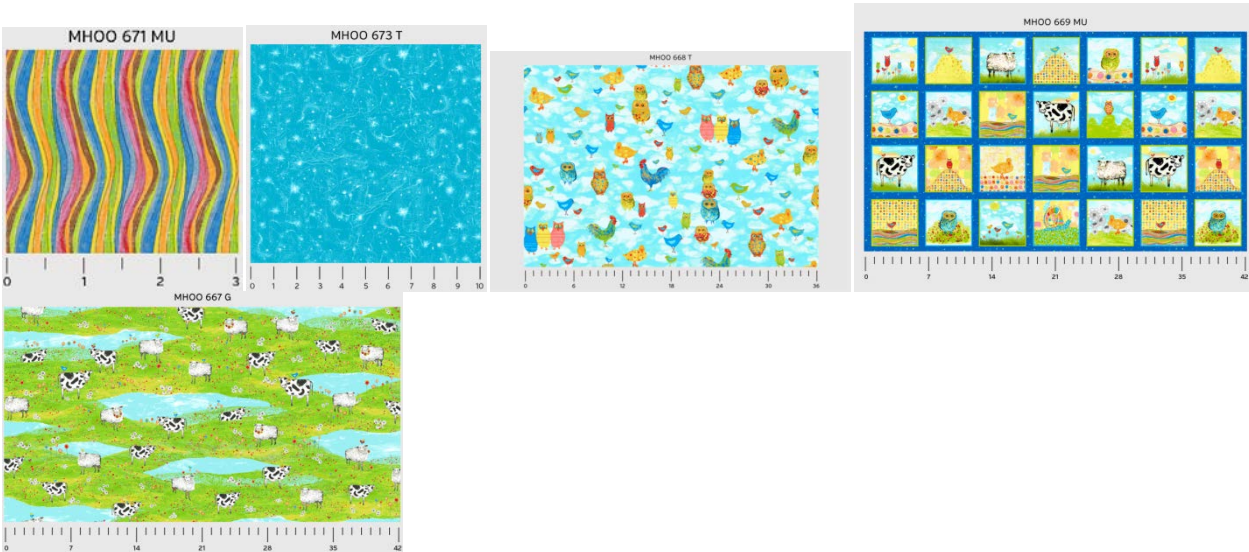 MHOO 671 MU
0 1 2 3
MHOO 673 T
0 1 2 3 4 5 6 7 8 9 10
MHOO 668 T
0 6 12 18 24 30 36
MHOO 669 MU
0 7 14 21 28 35 42
MHOO 667 G
0 7 14 21 28 35 42